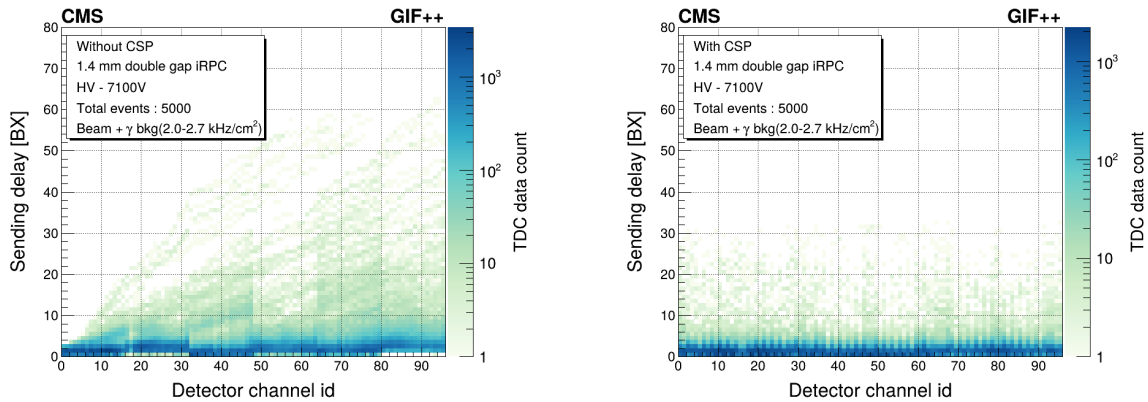 CMS GIF++
80
70
60
50
40
30
20
10
0
Sending delay [BX]
Without CSP
1.4 mm double gap iRPC
HV - 7100V
Total events : 5000
Beam + γ bkg(2.0-2.7 kHz/cm²)
0 10 20 30 40 50 60 70 80 90
Detector channel id
10³
10²
10
1
TDC data count
CMS GIF++
80
70
60
50
40
30
20
10
0
Sending delay [BX]
With CSP
1.4 mm double gap iRPC
HV - 7100V
Total events : 5000
Beam + γ bkg(2.0-2.7 kHz/cm²)
0 10 20 30 40 50 60 70 80 90
Detector channel id
10³
10²
10
1
TDC data count